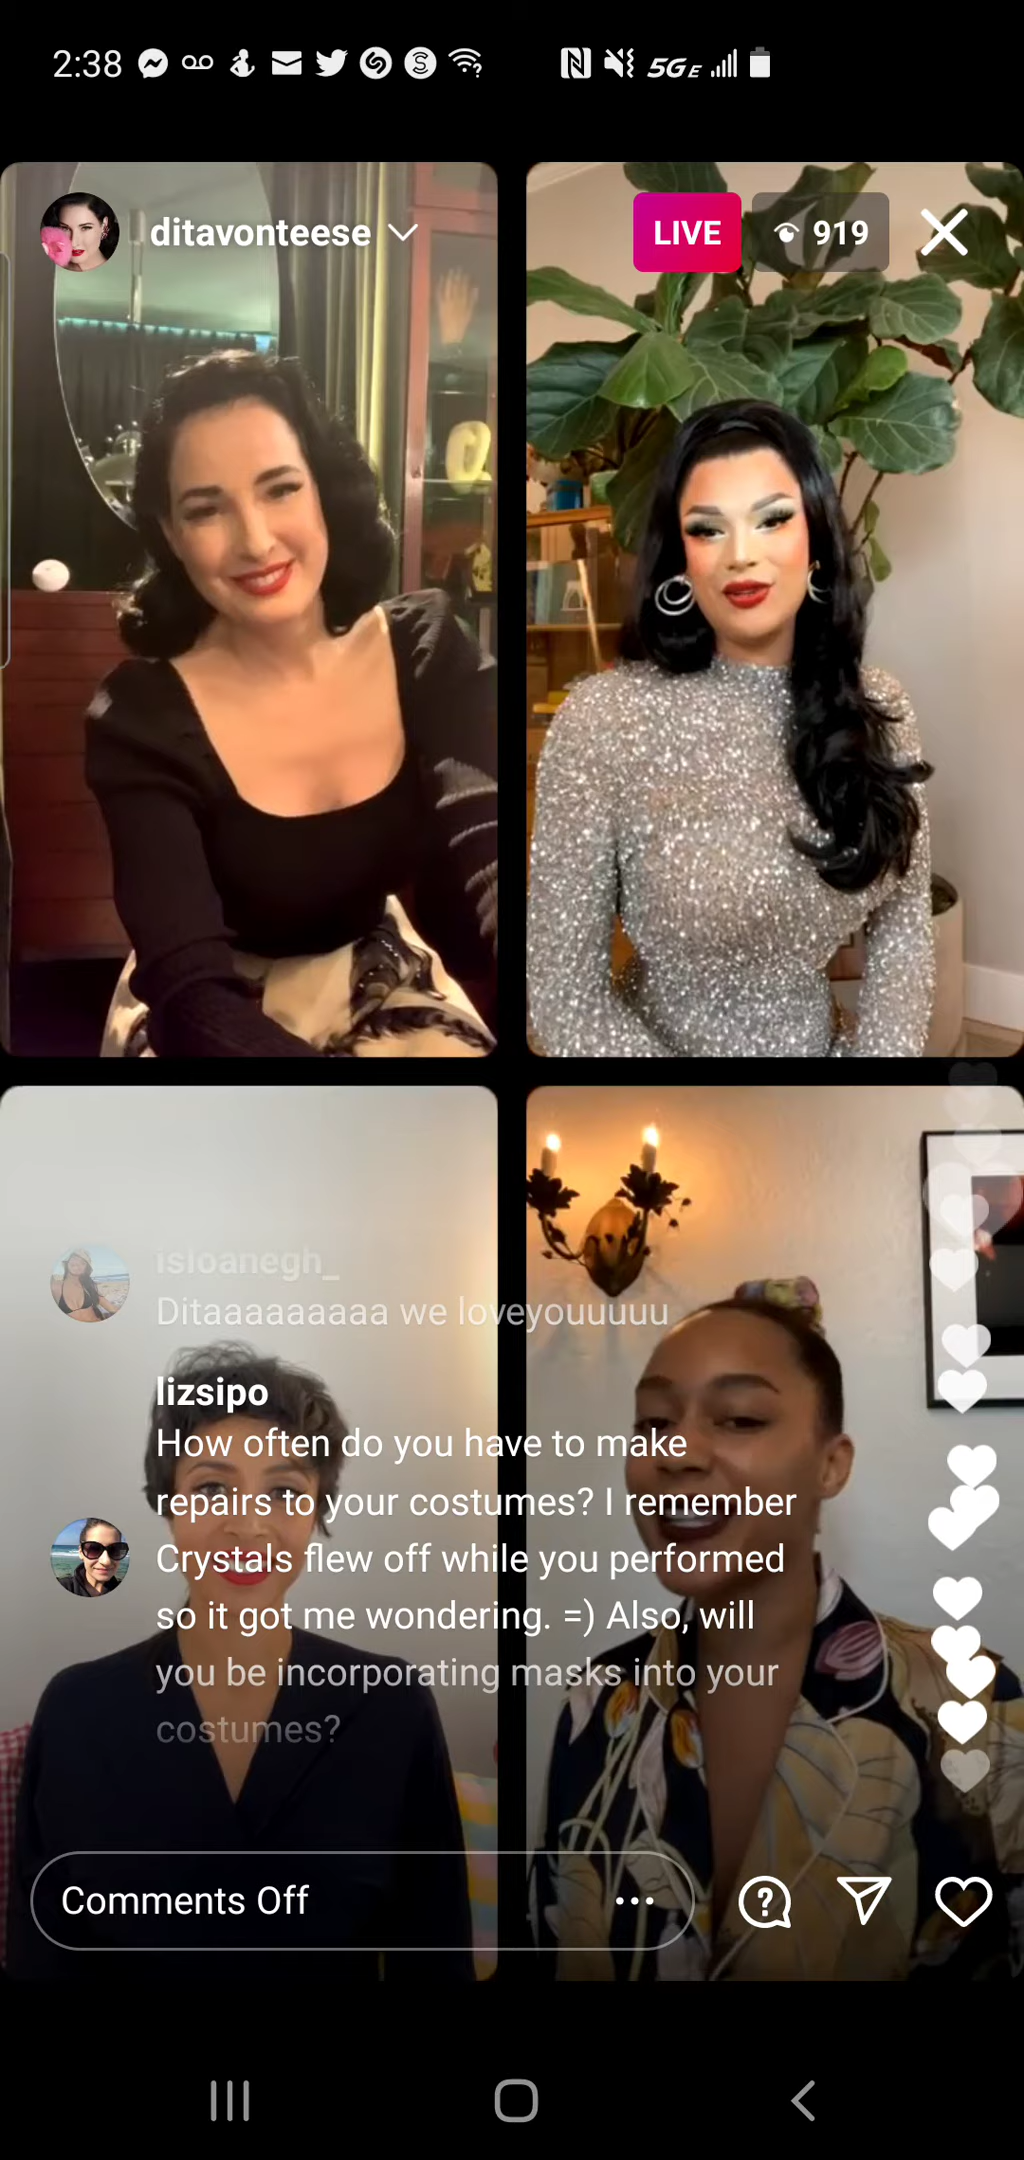 2:38 5GE
ditavonteese LIVE 919
isloanegh_
Ditaaaaaaaaa we loveyouuuuu
lizsipo
How often do you have to make
repairs to your costumes? I remember
Crystals flew off while you performed
so it got me wondering. =) Also, will
you be incorporating masks into your
costumes?
Comments Off